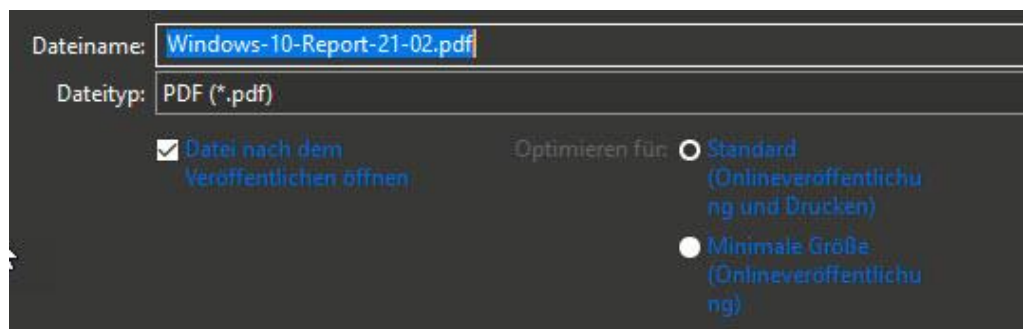 Dateiname: Windows-10-Report-21-02.pdf
Dateityp: PDF (*.pdf)
Datei nach dem
Veröffentlichen öffnen
Optimieren für:
Standard
(Onlineveröffentlichu
ng und Drucken)
Minimale Größe
(Onlineveröffentlichu
ng)